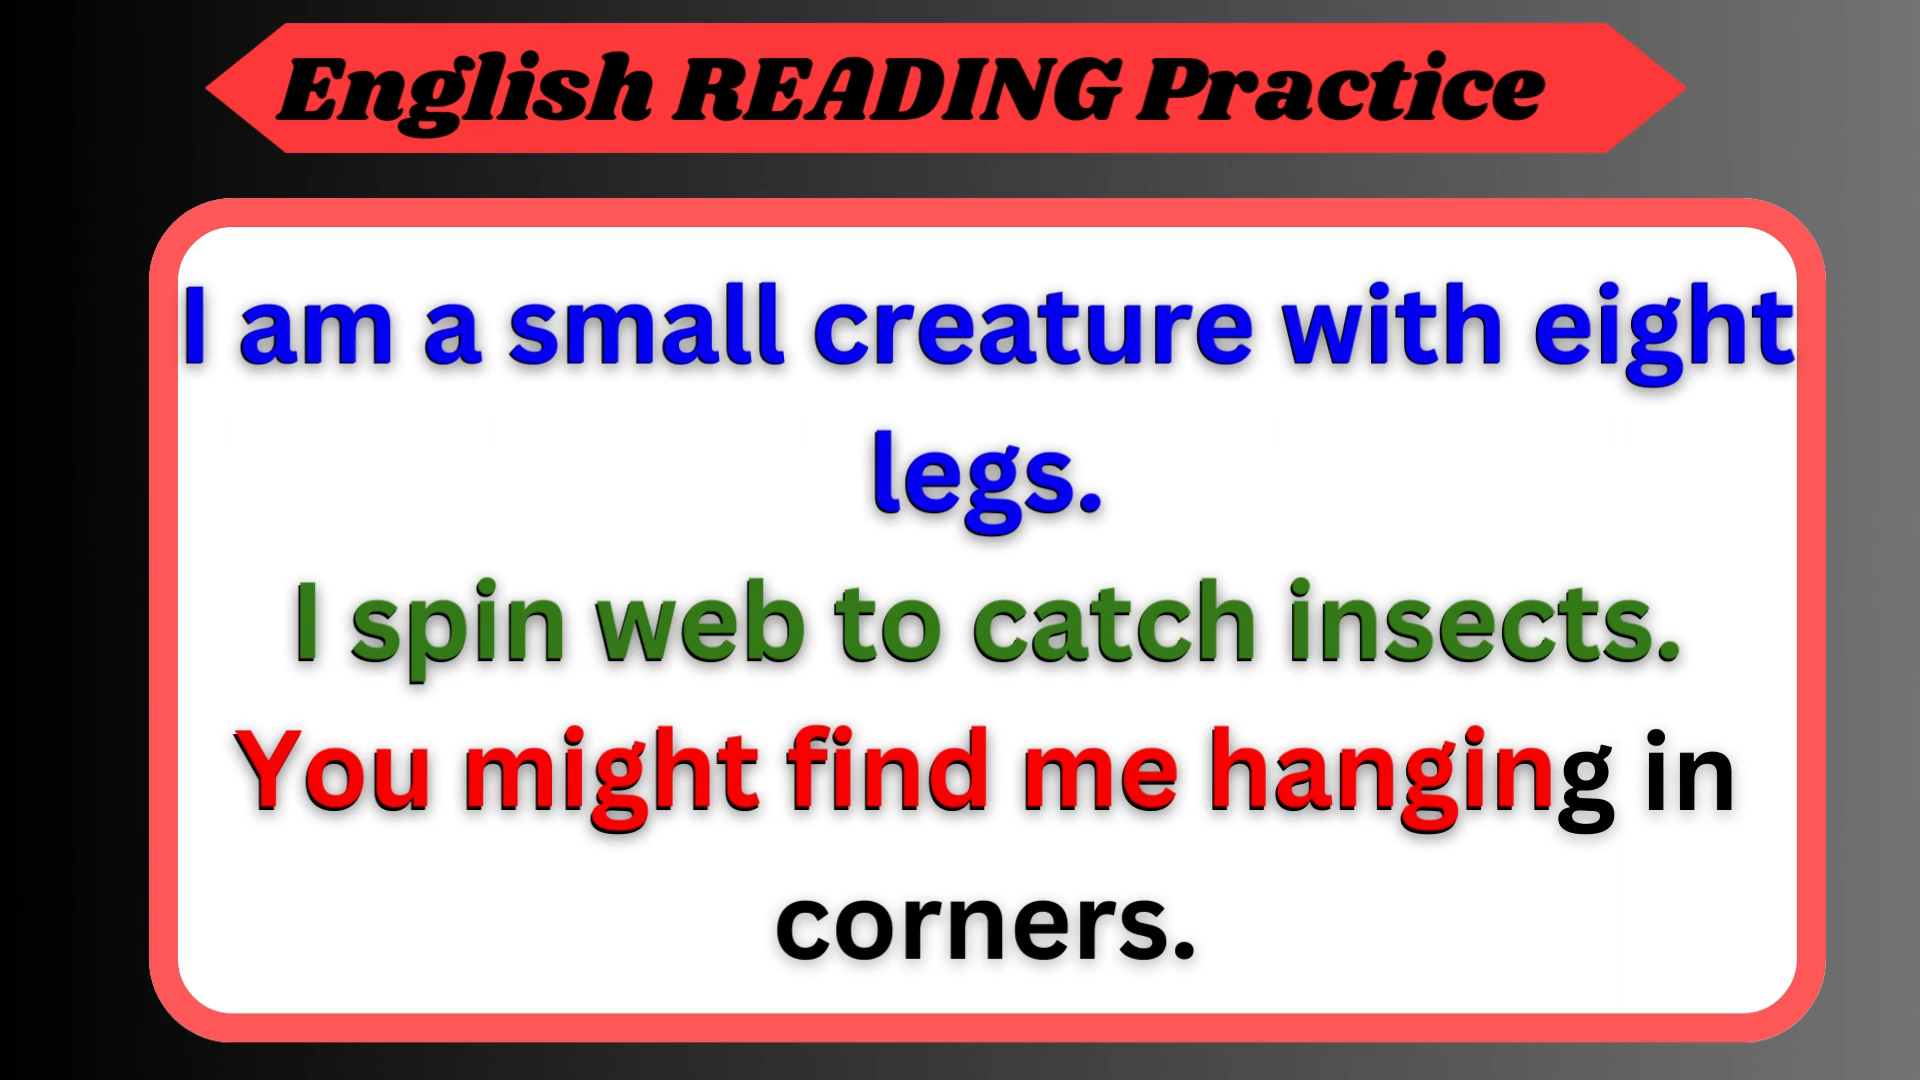 English READING Practice
I am a small creature with eight
legs.
I spin web to catch insects.
You might find me hanging in
corners.